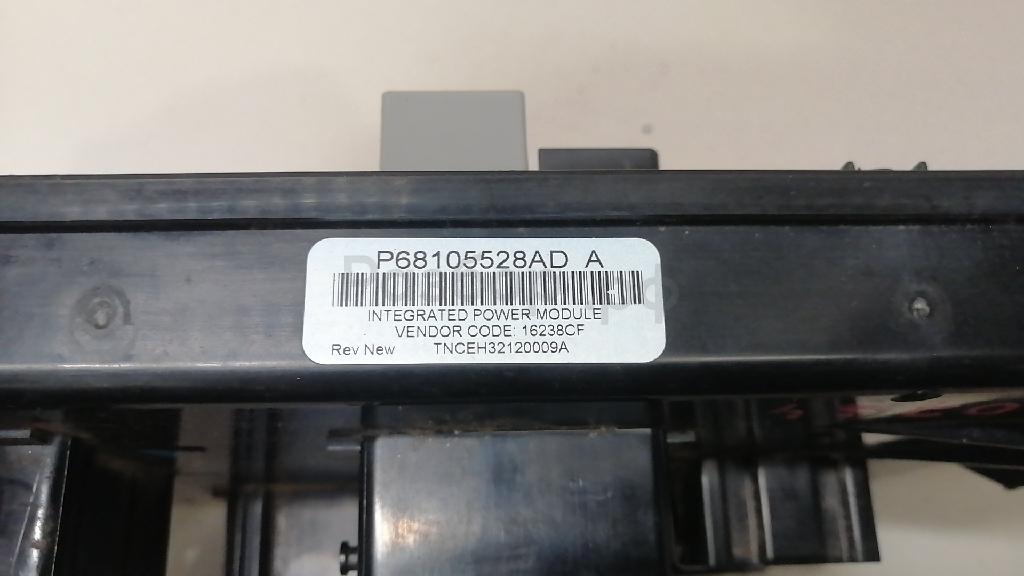 P68105528AD A
INTEGRATED POWER MODULE
VENDOR CODE: 16238CF
Rev New TNCEH32120009A